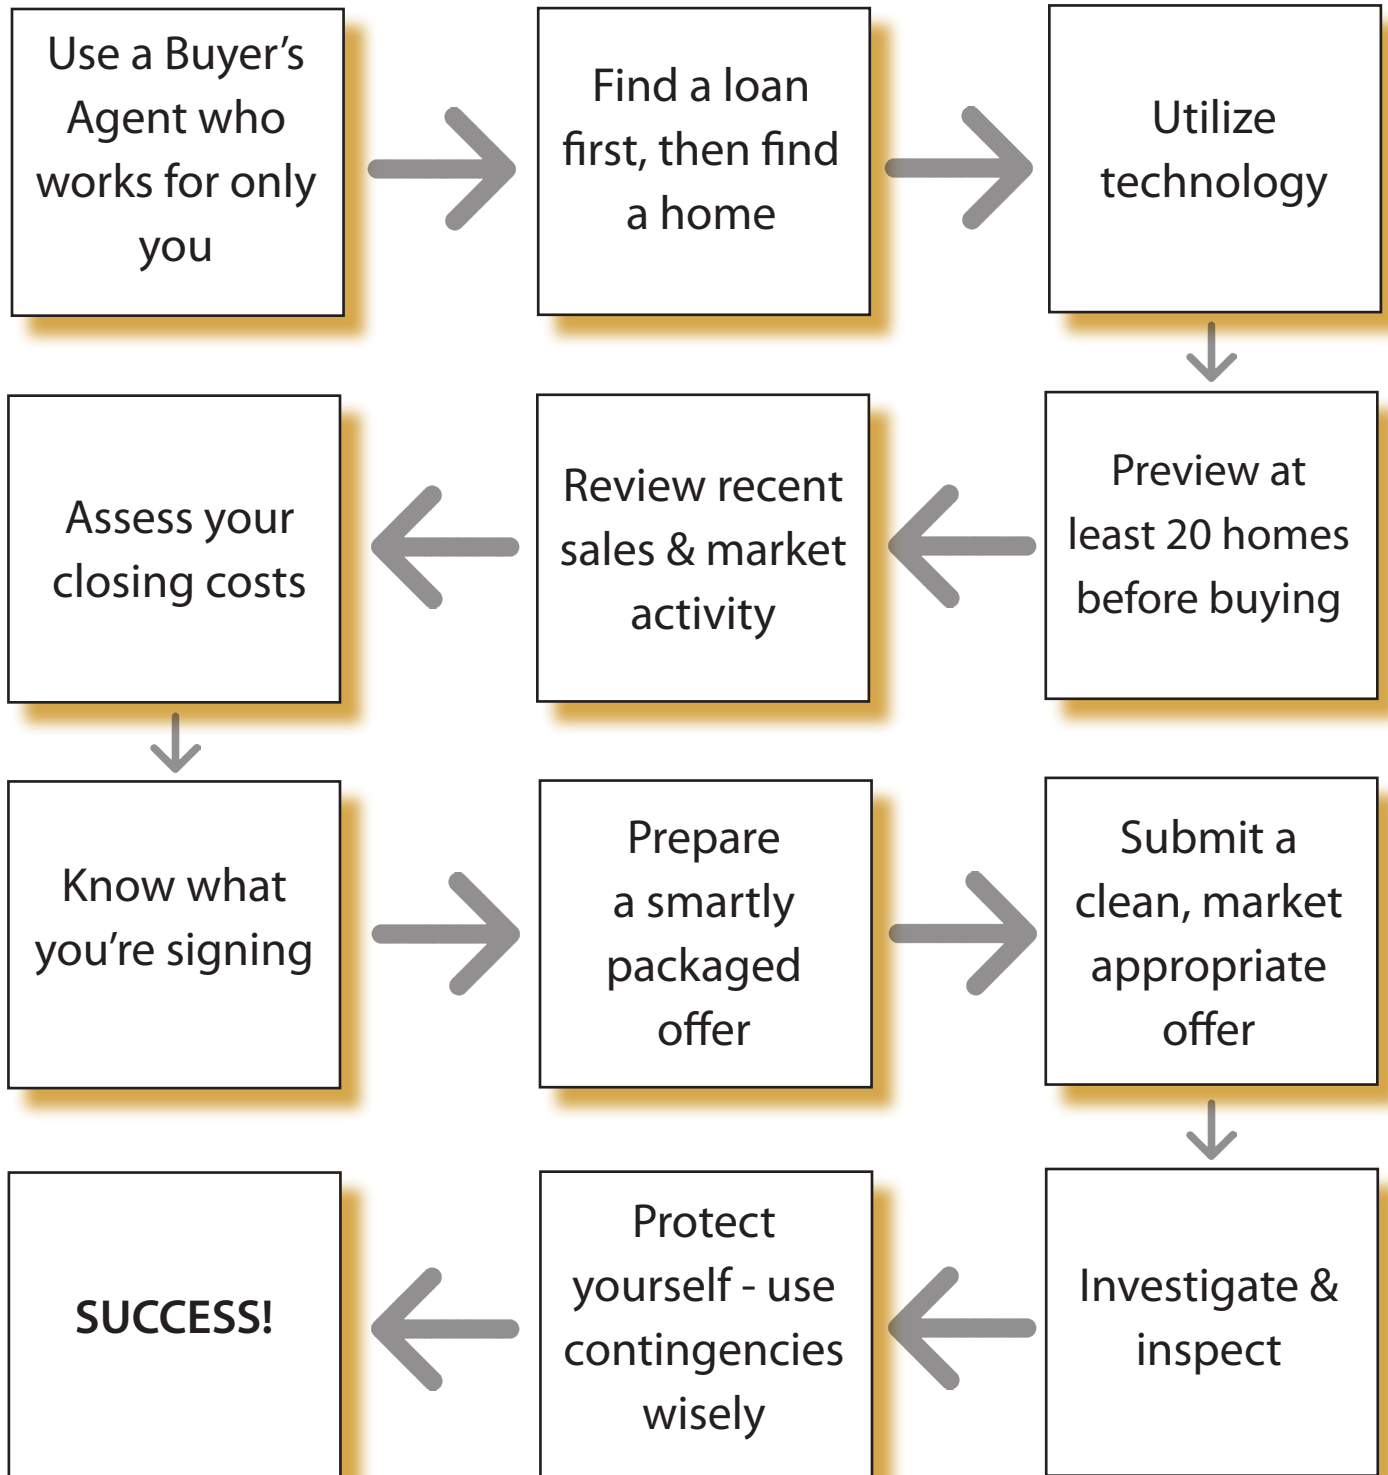 Use a Buyer’s
Agent who
works for only
you
Find a loan
first, then find
a home
Utilize
technology
Preview at
least 20 homes
before buying
Review recent
sales & market
activity
Assess your
closing costs
Know what
you’re signing
Prepare
a smartly
packaged
offer
Submit a
clean, market
appropriate
offer
Investigate &
inspect
Protect
yourself - use
contingencies
wisely
SUCCESS!